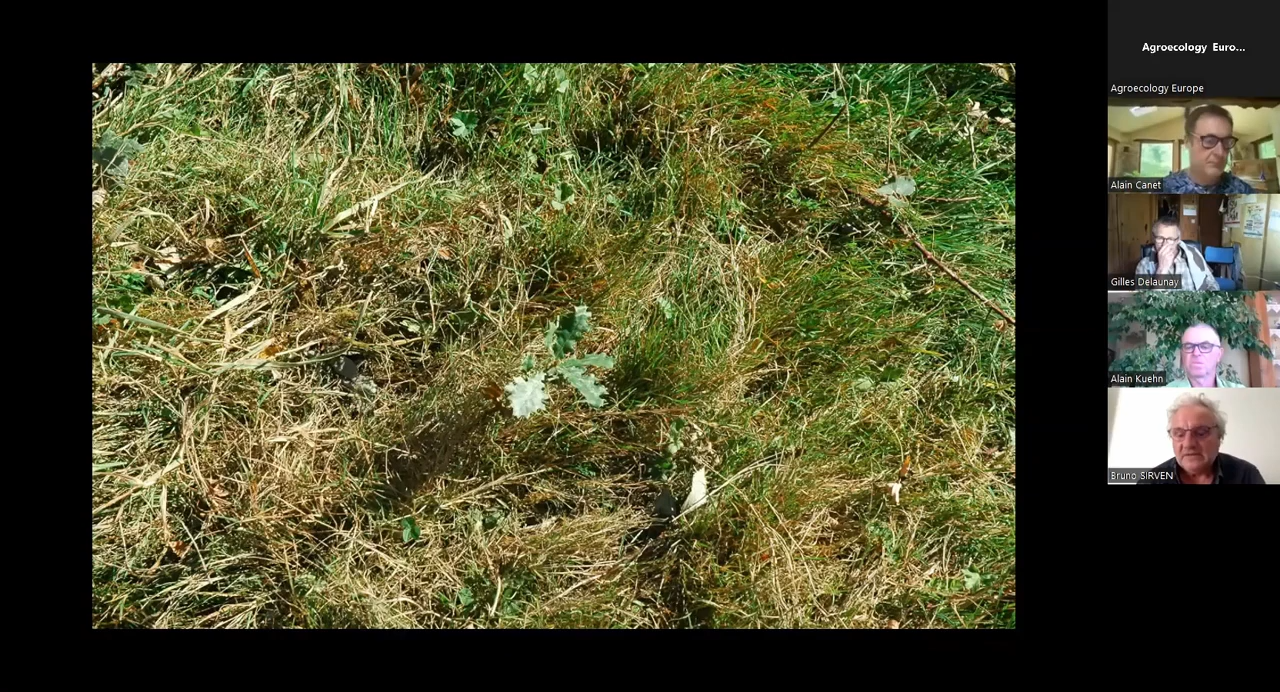 Agroecology Euro...
Agroecology Europe
Alain Canet
Gilles Delaunay
Alain Kuehn
Bruno SIRVEN